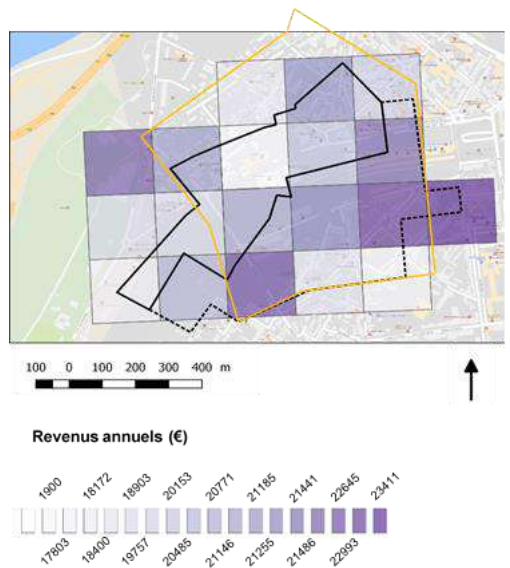 100 0 100 200 300 400 m
Revenus annuels (€)
1900 18172 18903 20153 20771 21185 21441 22645 23411
17803 18400 19757 20485 21146 21255 21486 22993